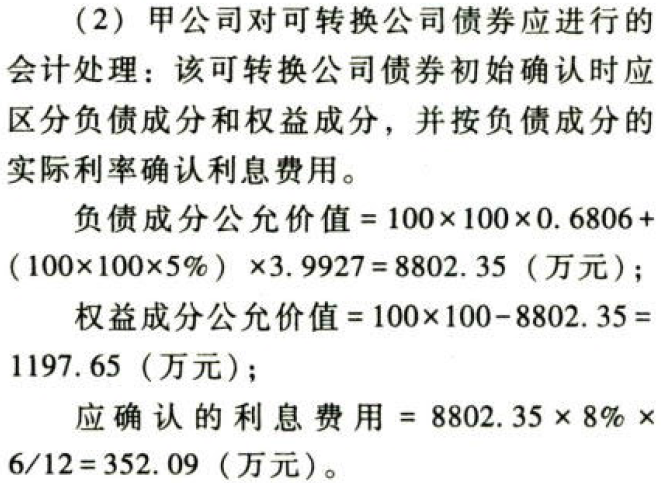 （2）甲公司对可转换公司债券应进行的
会计处理：该可转换公司债券初始确认时应
区分负债成分和权益成分，并按负债成分的
实际利率确认利息费用。
负债成分公允价值=100×100×0.6806+
（100×100×5%）×3.9927=8802.35（万元）；
权益成分公允价值=100×100-8802.35=
1197.65（万元）；
应确认的利息费用=8802.35×8%×
6/12=352.09（万元）。